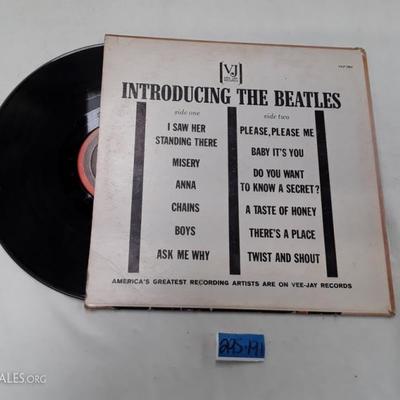 VJ
INTRODUCING THE BEATLES
side one
I SAW HER
STANDING THERE
MISERY
ANNA
CHAINS
BOYS
ASK ME WHY
side two
PLEASE, PLEASE ME
BABY IT'S YOU
DO YOU WANT
TO KNOW A SECRET?
A TASTE OF HONEY
THERE'S A PLACE
TWIST AND SHOUT
AMERICA'S GREATEST RECORDING ARTISTS ARE ON VEE-JAY RECORDS
295-191
ALES.ORG